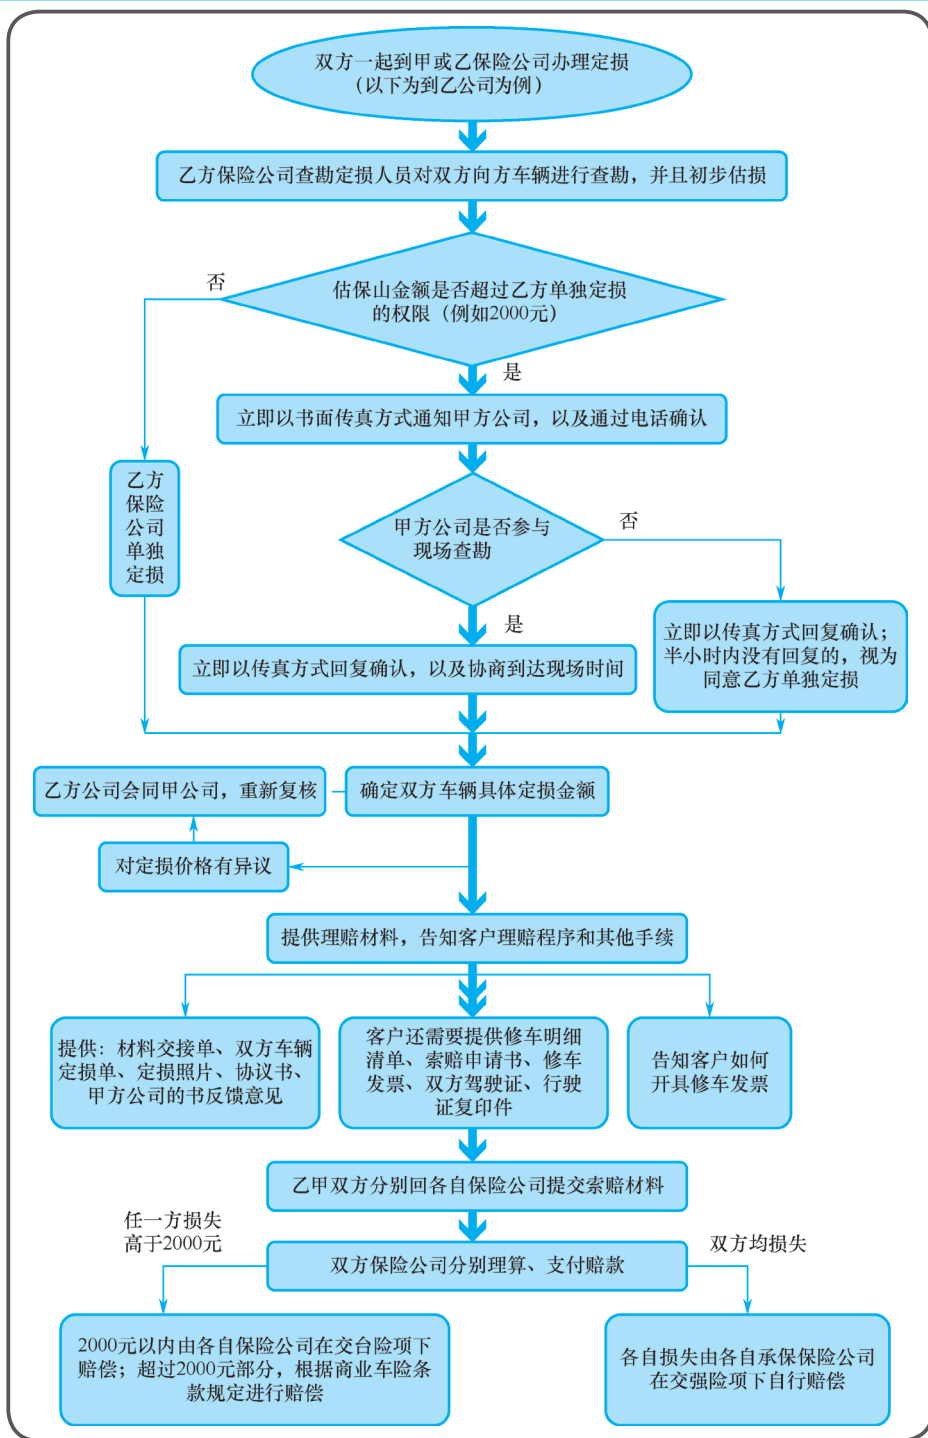 双方一起到甲或乙保险公司办理定损
（以下为到乙公司为例）
乙方保险公司查勘定损人员对双方向方车辆进行查勘，并且初步估损
否
估保山金额是否超过乙方单独定损
的权限（例如2000元）
是
立即以书面传真方式通知甲方公司，以及通过电话确认
乙方
保险
公司
单独
定损
甲方公司是否参与
现场查勘
否
是
立即以传真方式回复确认，以及协商到达现场时间
立即以传真方式回复确认；
半小时内没有回复的，视为
同意乙方单独定损
乙方公司会同甲公司，重新复核
确定双方车辆具体定损金额
对定损价格有异议
提供理赔材料，告知客户理赔程序和其他手续
提供：材料交接单、双方车辆
定损单、定损照片、协议书、
甲方公司的书反馈意见
客户还需要提供修车明细
清单、索赔申请书、修车
发票、双方驾驶证、行驶
证复印件
告知客户如何
开具修车发票
乙甲双方分别回各自保险公司提交索赔材料
任一方损失
高于2000元
双方保险公司分别理算、支付赔款
双方均损失
2000元以内由各自保险公司在交台险项下
赔偿；超过2000元部分，根据商业车险条
款规定进行赔偿
各自损失由各自承保保险公司
在交强险项下自行赔偿